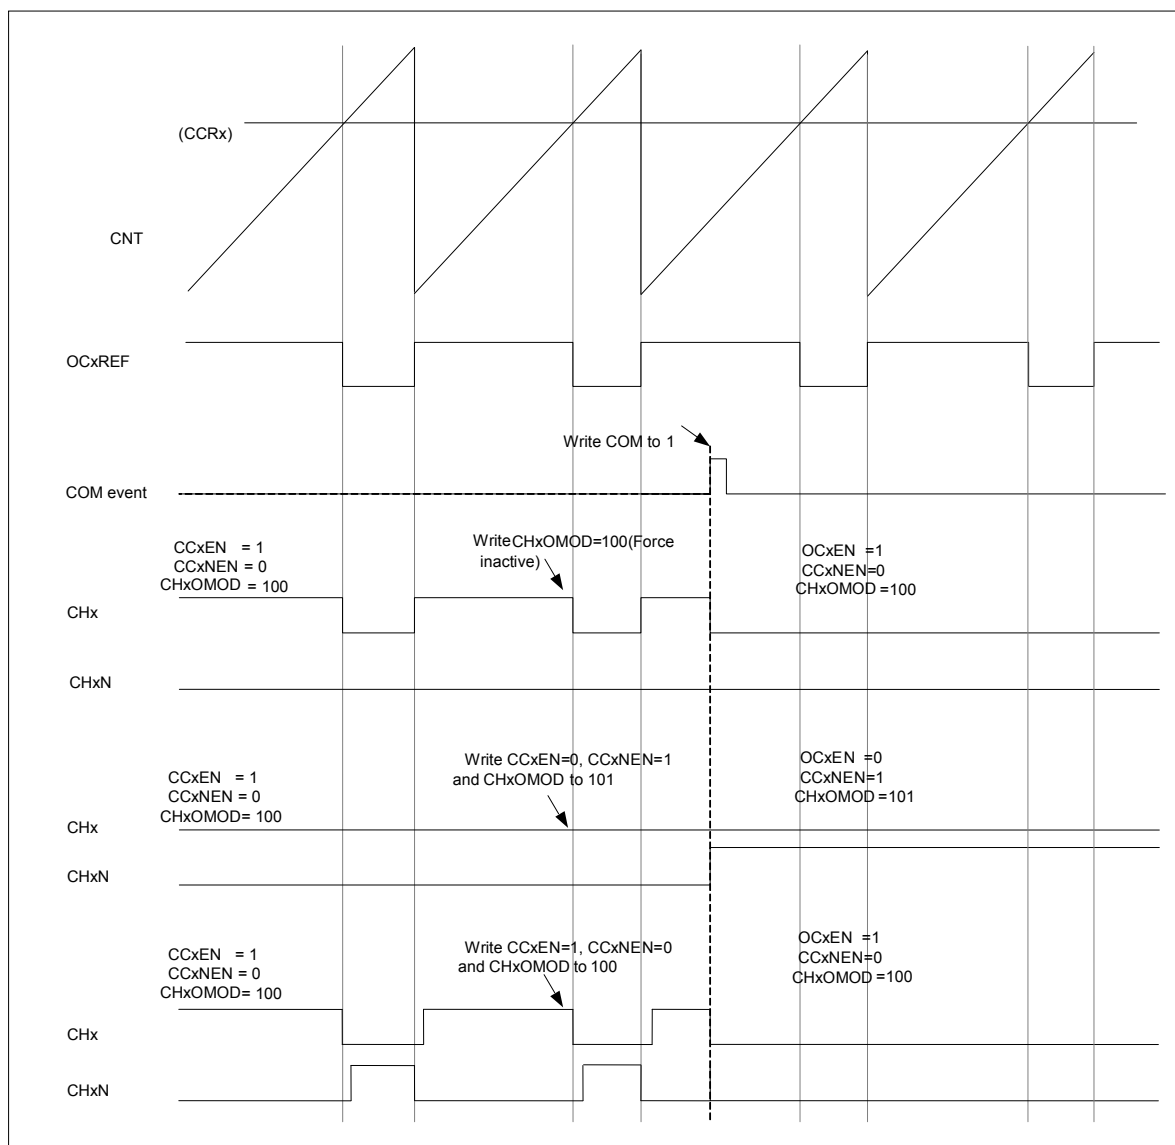 (CCRx)
CNT
OCxREF
Write COM to 1
COM event
CCxEN = 1
CCxNEN = 0
CHxOMOD = 100
Write CHxOMOD=100(Force
inactive)
OCxEN =1
CCxNEN=0
CHxOMOD =100
CHx
CHxN
CCxEN = 1
CCxNEN = 0
CHxOMOD= 100
Write CCxEN=0, CCxNEN=1
and CHxOMOD to 101
OCxEN =0
CCxNEN=1
CHxOMOD =101
CHx
CHxN
CCxEN = 1
CCxNEN = 0
CHxOMOD= 100
Write CCxEN=1, CCxNEN=0
and CHxOMOD to 100
OCxEN =1
CCxNEN=0
CHxOMOD =100
CHx
CHxN